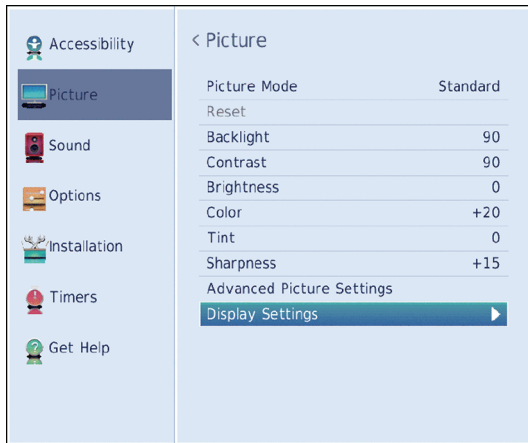 Accessibility
Picture
Sound
Options
Installation
Timers
Get Help
< Picture
Picture Mode Standard
Reset
Backlight 90
Contrast 90
Brightness 0
Color +20
Tint 0
Sharpness +15
Advanced Picture Settings
Display Settings